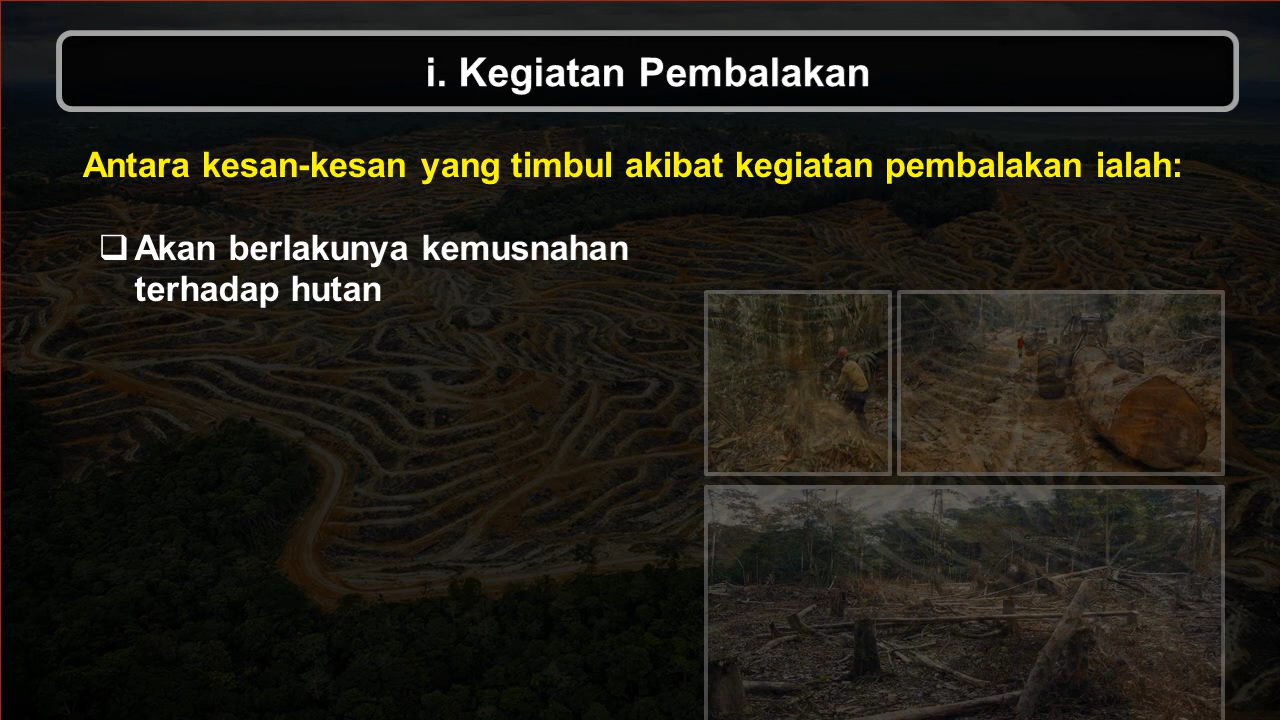 i. Kegiatan Pembalakan
Antara kesan-kesan yang timbul akibat kegiatan pembalakan ialah:
❑ Akan berlakunya kemusnahan
terhadap hutan